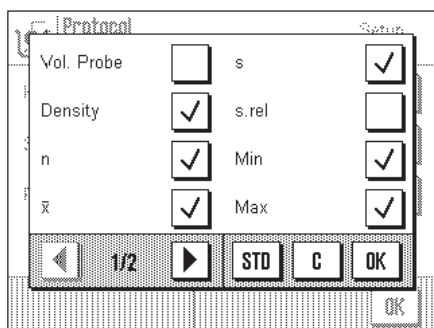 Protocol Setup
Vol. Probe s
Density s.rel
n Min
x̄ Max
1/2 STD C OK
OK